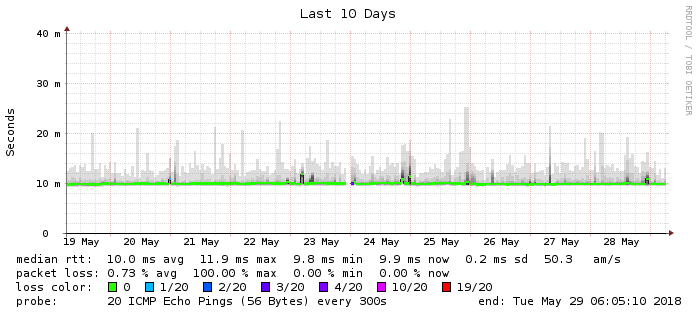 Last 10 Days
RRDTOOL / TOBI OETIKER
Seconds
40 m
30 m
20 m
10 m
0
19 May 20 May 21 May 22 May 23 May 24 May 25 May 26 May 27 May 28 May
median rtt: 10.0 ms avg 11.9 ms max 9.8 ms min 9.9 ms now 0.2 ms sd 50.3 am/s
packet loss: 0.73 % avg 100.00 % max 0.00 % min 0.00 % now
loss color: 0 1/20 2/20 3/20 4/20 10/20 19/20
probe: 20 ICMP Echo Pings (56 Bytes) every 300s end: Tue May 29 06:05:10 2018